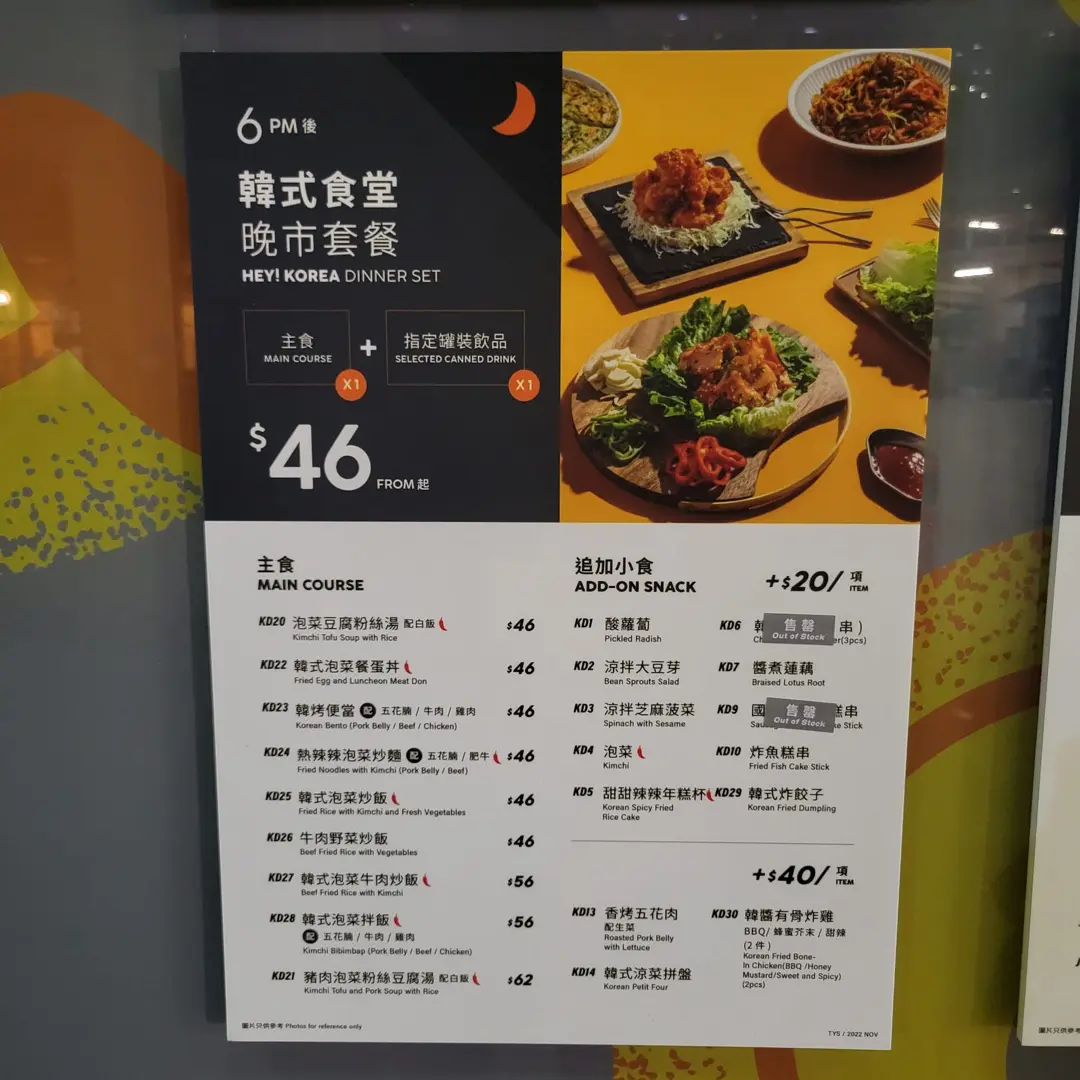 6 PM 後
韓式食堂
晚市套餐
HEY! KOREA DINNER SET
主食
MAIN COURSE
X1
+
指定罐裝飲品
SELECTED CANNED DRINK
X1
$46 FROM 起
主食
MAIN COURSE
KD20 泡菜豆腐粉絲湯 配白飯 $46
Kimchi Tofu Soup with Rice
KD22 韓式泡菜餐蛋丼 $46
Fried Egg and Luncheon Meat Don
KD23 韓烤便當 配 五花腩 / 牛肉 / 雞肉 $46
Korean Bento (Pork Belly / Beef / Chicken)
KD24 熱辣辣泡菜炒麵 配 五花腩 / 肥牛 $46
Fried Noodles with Kimchi (Pork Belly / Beef)
KD25 韓式泡菜炒飯 $46
Fried Rice with Kimchi and Fresh Vegetables
KD26 牛肉野菜炒飯 $46
Beef Fried Rice with Vegetables
KD27 韓式泡菜牛肉炒飯 $56
Beef Fried Rice with Kimchi
KD28 韓式泡菜拌飯 $56
配 五花腩 / 牛肉 / 雞肉
Kimchi Bibimbap (Pork Belly / Beef / Chicken)
KD21 豬肉泡菜粉絲豆腐湯 配白飯 $62
Kimchi Tofu and Pork Soup with Rice
圖片只供參考 Photos for reference only
追加小食
ADD-ON SNACK
+$20/ 項
ITEM
KD1 酸蘿蔔
Pickled Radish
KD2 涼拌大豆芽
Bean Sprouts Salad
KD3 涼拌芝麻菠菜
Spinach with Sesame
KD4 泡菜
Kimchi
KD5 甜甜辣辣年糕杯
Korean Spicy Fried
Rice Cake
KD6 韓 售罄 串 )
Out of Stock (3pcs)
KD7 醬煮蓮藕
Braised Lotus Root
KD9 國 售罄 糕串
Out of Stock Stick
KD10 炸魚糕串
Fried Fish Cake Stick
KD29 韓式炸餃子
Korean Fried Dumpling
+$40/ 項
ITEM
KD13 香烤五花肉
配生菜
Roasted Pork Belly
with Lettuce
KD14 韓式涼菜拼盤
Korean Petit Four
KD30 韓醬有骨炸雞
BBQ/ 蜂蜜芥末 / 甜辣
(2 件 )
Korean Fried Bone-
In Chicken(BBQ /Honey
Mustard/Sweet and Spicy)
(2pcs)
TYS / 2022 NOV
圖片只供參考